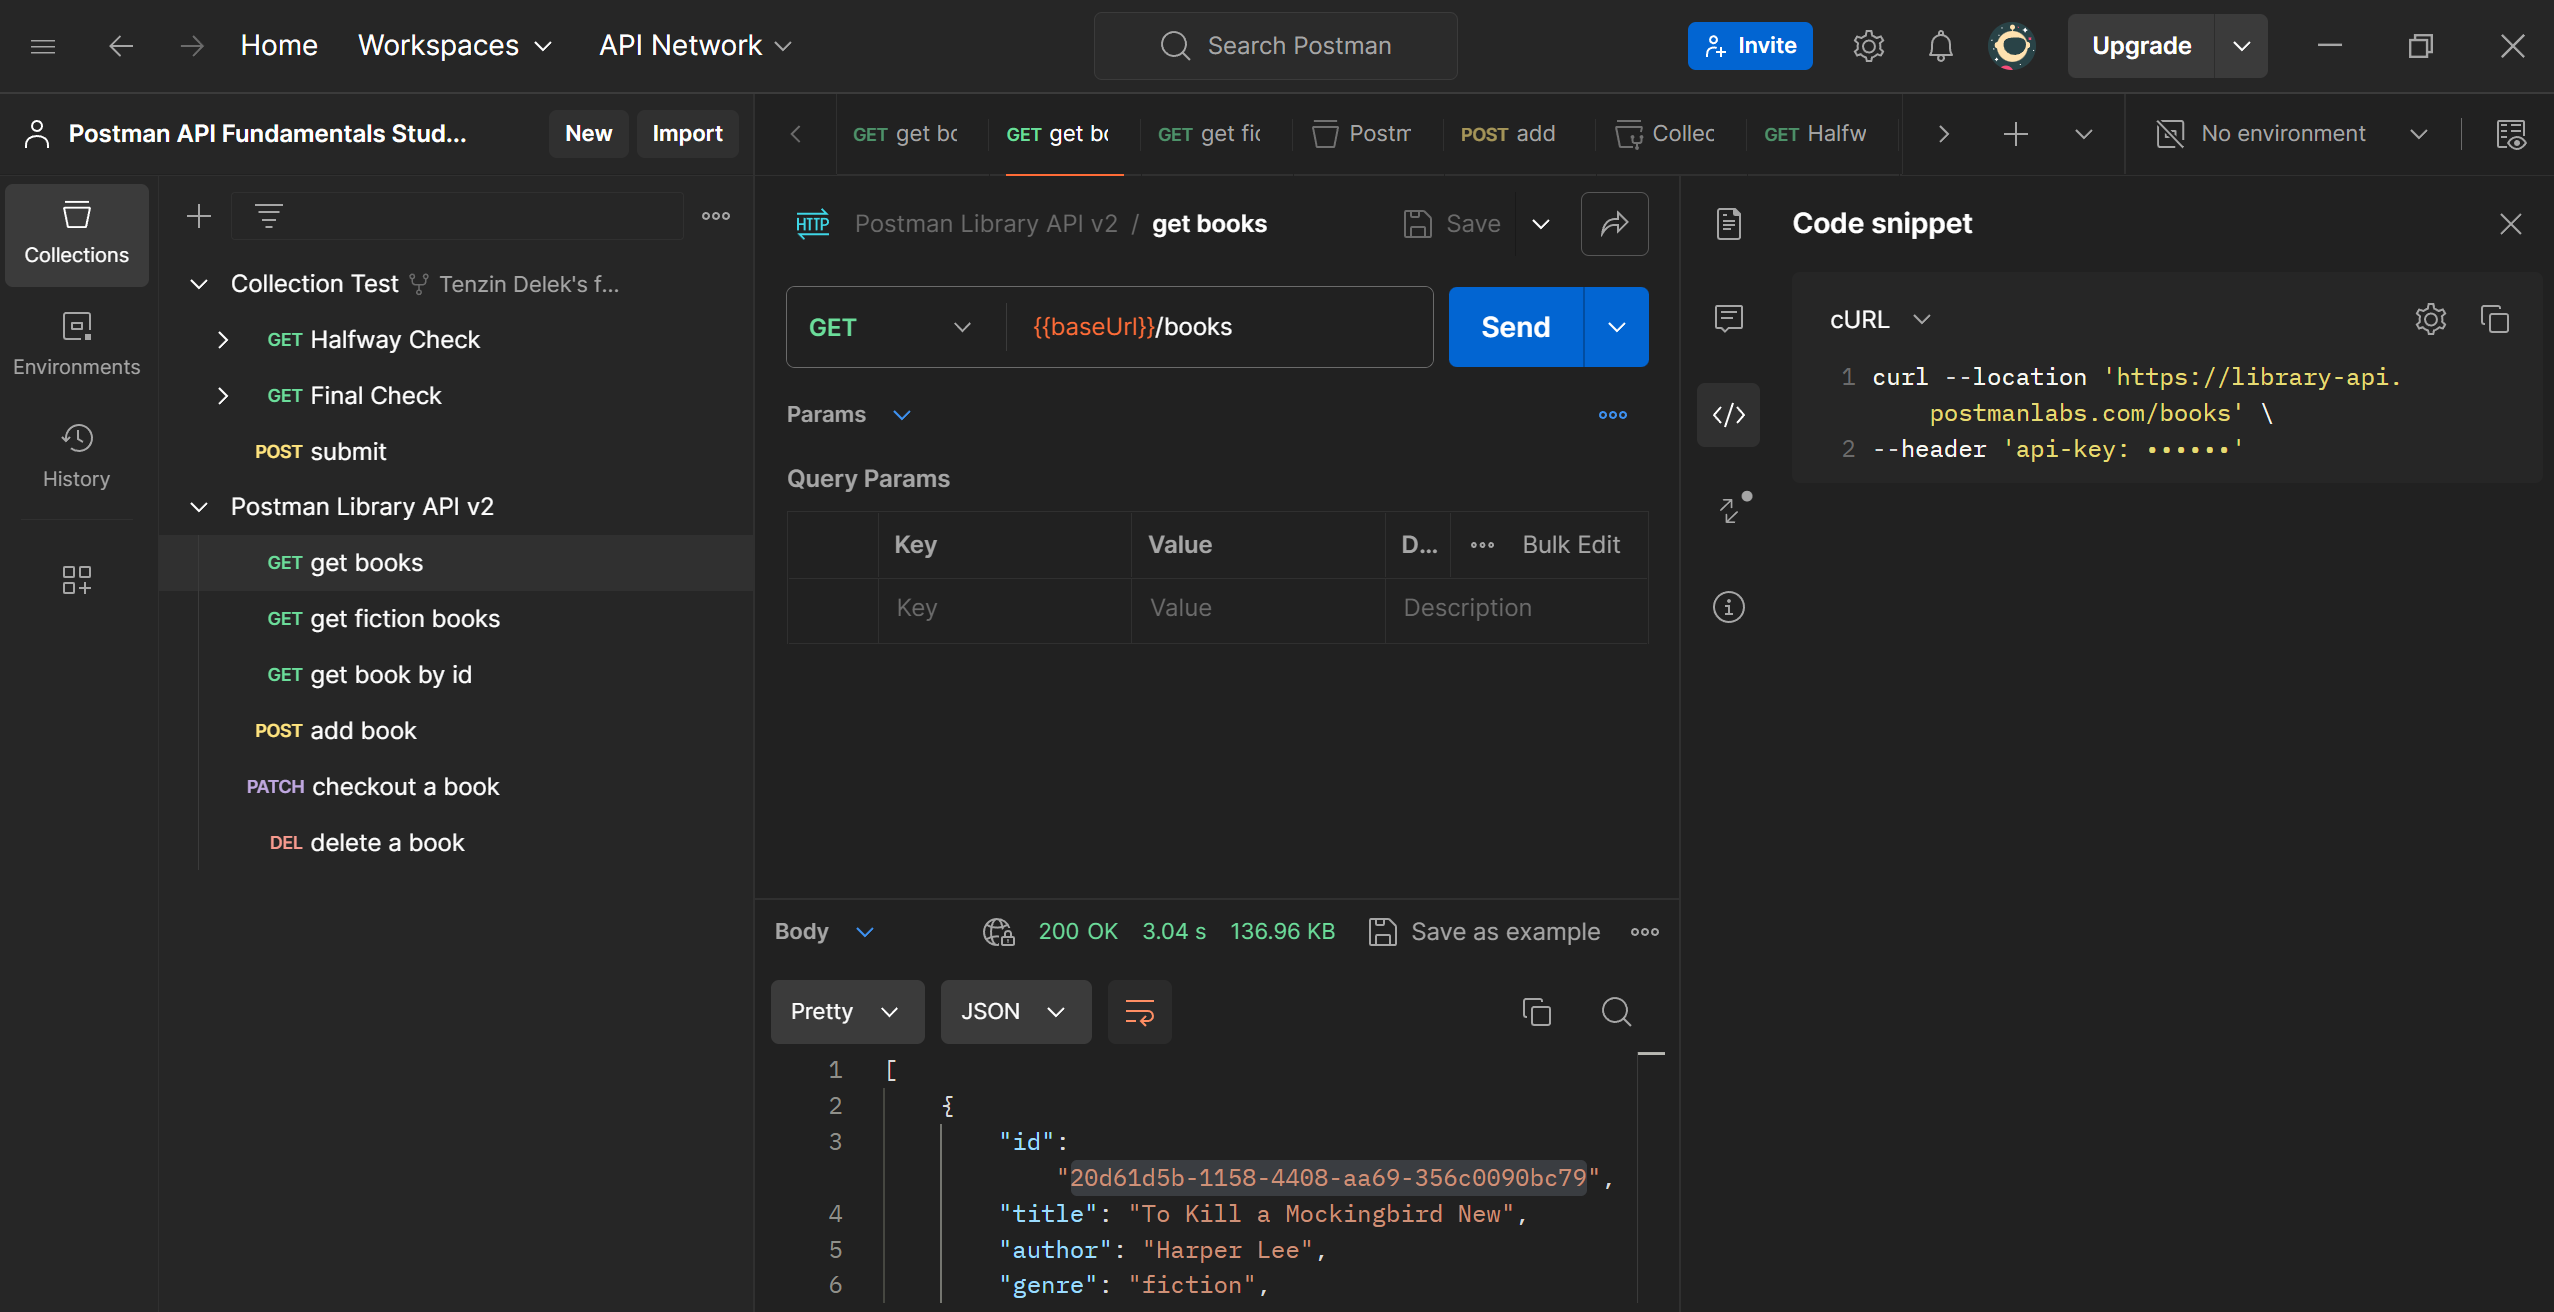 Home Workspaces API Network Search Postman Invite Upgrade
Postman API Fundamentals Stud... New Import
GET get bc GET get bc GET get fic Postm POST add Collec GET Halfw No environment
Collections
Environments
History
Collection Test Tenzin Delek's f...
GET Halfway Check
GET Final Check
POST submit
Postman Library API v2
GET get books
GET get fiction books
GET get book by id
POST add book
PATCH checkout a book
DEL delete a book
HTTP Postman Library API v2 / get books Save
GET {{baseUrl}}/books Send
Params
Query Params
Key Value D... Bulk Edit
Key Value Description
Body 200 OK 3.04 s 136.96 KB Save as example
Pretty JSON
1 [
2 {
3 "id":
"20d61d5b-1158-4408-aa69-356c0090bc79",
4 "title": "To Kill a Mockingbird New",
5 "author": "Harper Lee",
6 "genre": "fiction",
Code snippet
cURL
1 curl --location 'https://library-api.
postmanlabs.com/books' \
2 --header 'api-key: ••••••'